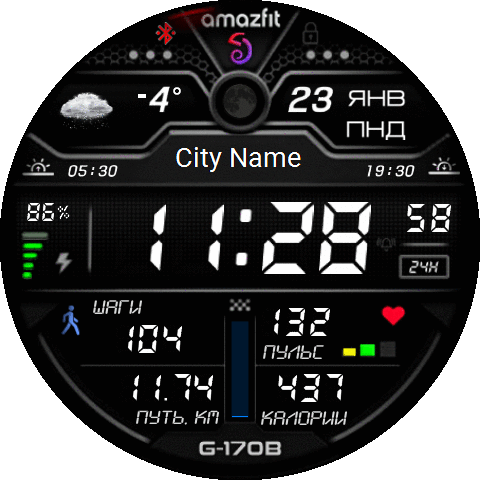 amazfit
-4° 23 ЯНВ
ПНД
City Name
05:30 19:30
86% 11:28 58
24H
ШАГИ 132
104 ПУЛЬС
11.74 437
ПУТЬ, КМ КАЛОРИИ
G-170B